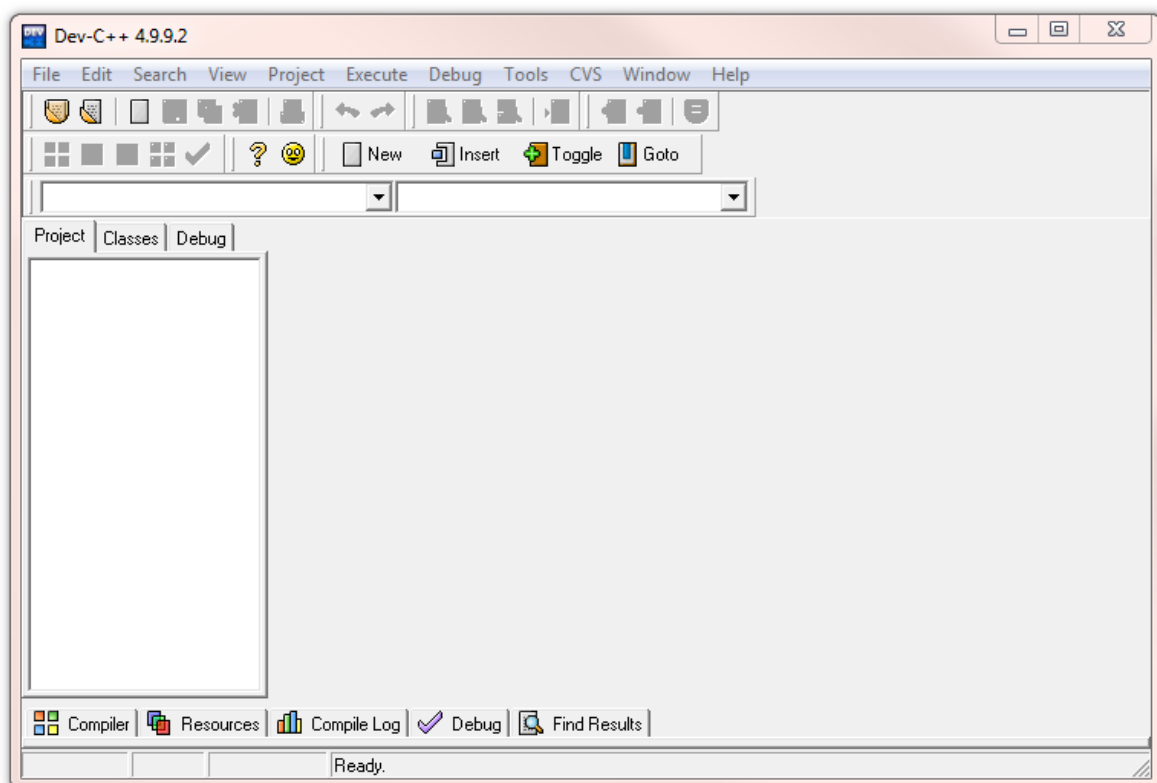 Dev-C++ 4.9.9.2
File Edit Search View Project Execute Debug Tools CVS Window Help
New Insert Toggle Goto
Project Classes Debug
Compiler Resources Compile Log Debug Find Results
Ready.